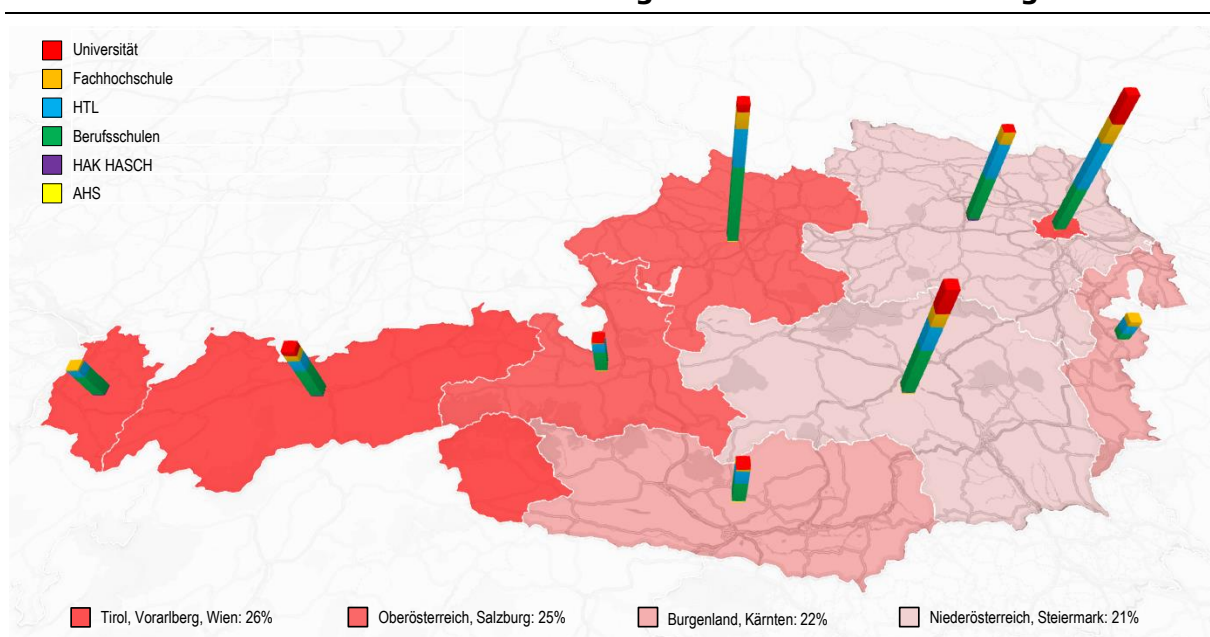 Universität
Fachhochschule
HTL
Berufsschulen
HAK HASCH
AHS
Tirol, Vorarlberg, Wien: 26%
Oberösterreich, Salzburg: 25%
Burgenland, Kärnten: 22%
Niederösterreich, Steiermark: 21%